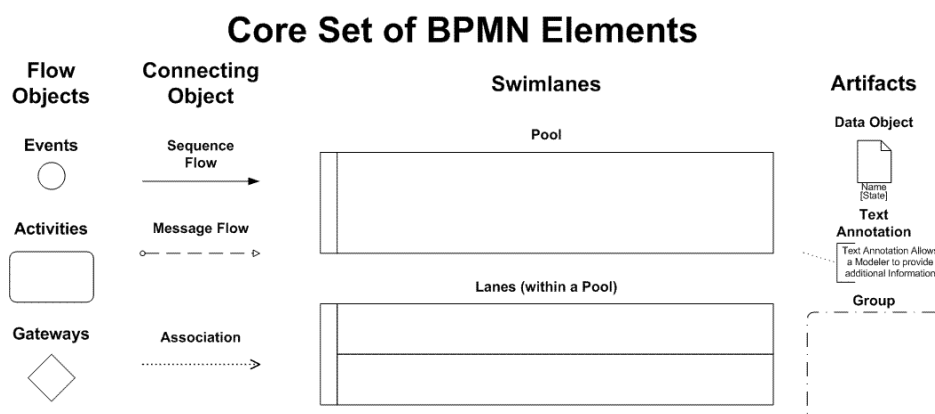 Core Set of BPMN Elements
Flow
Objects
Events
Activities
Gateways
Connecting
Object
Sequence
Flow
Message Flow
Association
Swimlanes
Pool
Lanes (within a Pool)
Artifacts
Data Object
Name
[State]
Text
Annotation
Text Annotation Allows
a Modeler to provide
additional Information
Group